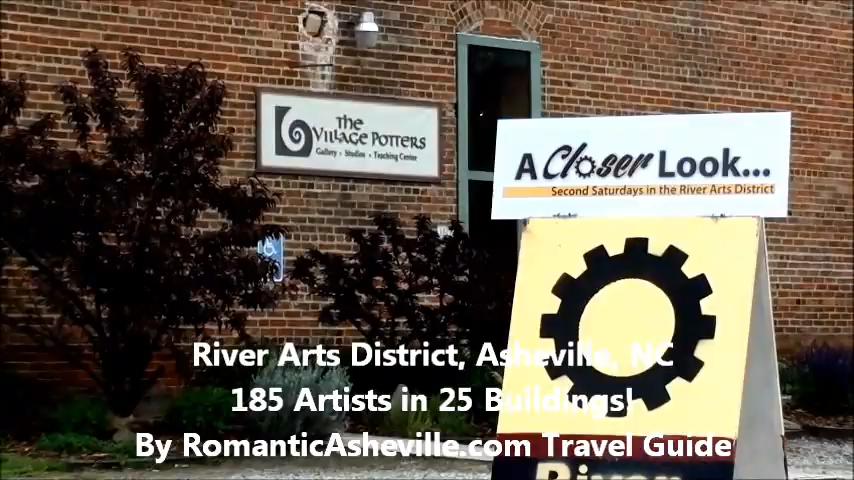 The
Village Potters
Gallery • Studios • Teaching Center
A Closer Look...
Second Saturdays in the River Arts District
River Arts District, Asheville, NC
185 Artists in 25 Buildings!
By RomanticAsheville.com Travel Guide
River